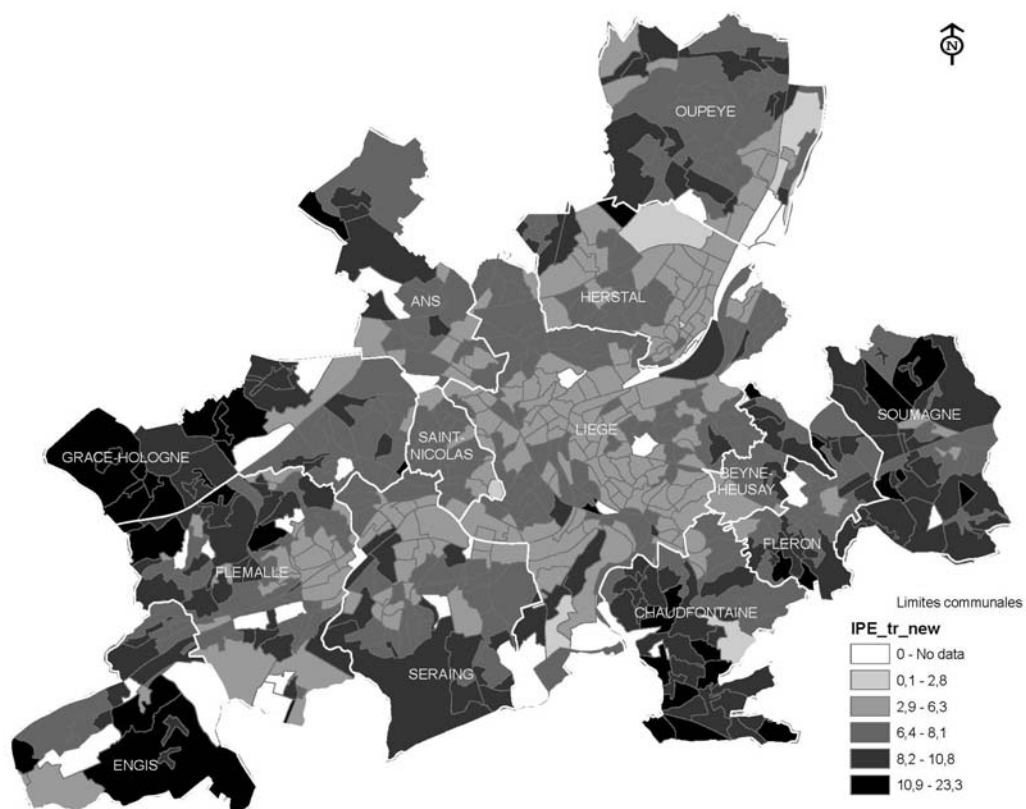 N
OUPEYE
ANS
HERSTAL
SOUMAGNE
GRACE-HOLOGNE
SAINT-
NICOLAS
LIEGE
BEYNE-
HEUSAY
FLERON
FLEMALLE
CHAUDFONTAINE
SERAING
ENGIS
Limites communales
IPE_tr_new
0 - No data
0,1 - 2,8
2,9 - 6,3
6,4 - 8,1
8,2 - 10,8
10,9 - 23,3